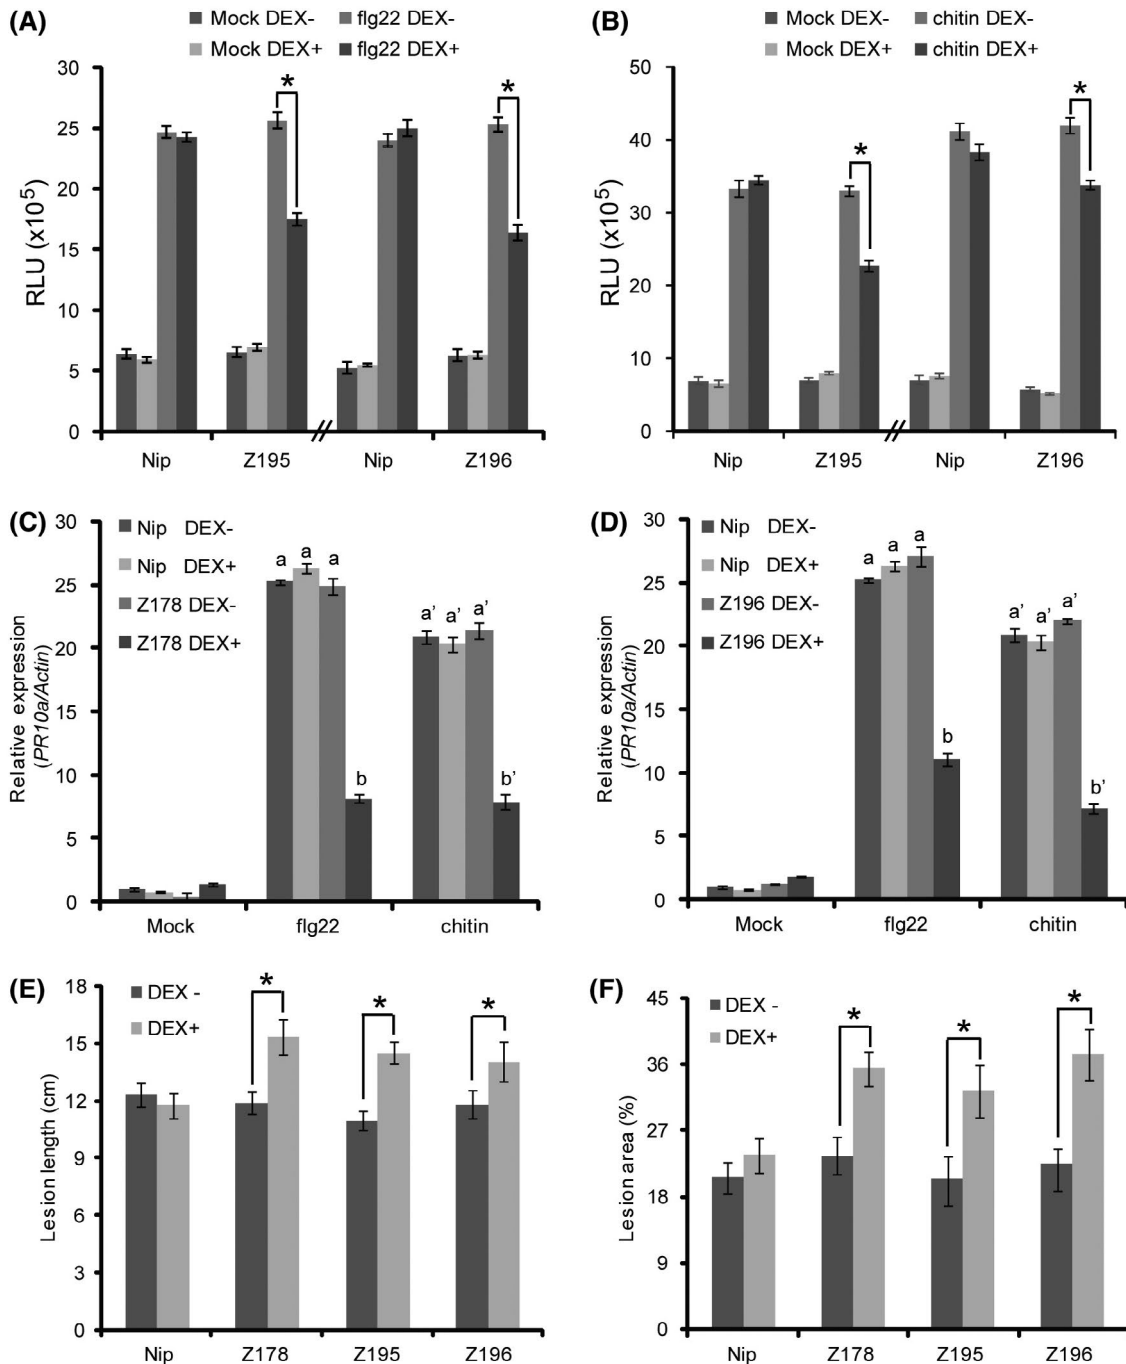 (A)
Mock DEX- flg22 DEX-
Mock DEX+ flg22 DEX+
RLU (x10⁵)
30
25
20
15
10
5
0
*
*
Nip Z195 // Nip Z196
(B)
Mock DEX- chitin DEX-
Mock DEX+ chitin DEX+
RLU (x10⁵)
50
40
30
20
10
0
*
*
Nip Z195 // Nip Z196
(C)
Nip DEX-
Nip DEX+
Z178 DEX-
Z178 DEX+
Relative expression
(PR10a/Actin)
30
25
20
15
10
5
0
a a a b
a' a' a' b'
Mock flg22 chitin
(D)
Nip DEX-
Nip DEX+
Z196 DEX-
Z196 DEX+
Relative expression
(PR10a/Actin)
30
25
20
15
10
5
0
a a a b
a' a' a' b'
Mock flg22 chitin
(E)
DEX -
DEX+
Lesion length (cm)
18
15
12
9
6
3
0
* * *
Nip Z178 Z195 Z196
(F)
DEX -
DEX+
Lesion area (%)
45
36
27
18
9
0
* * *
Nip Z178 Z195 Z196